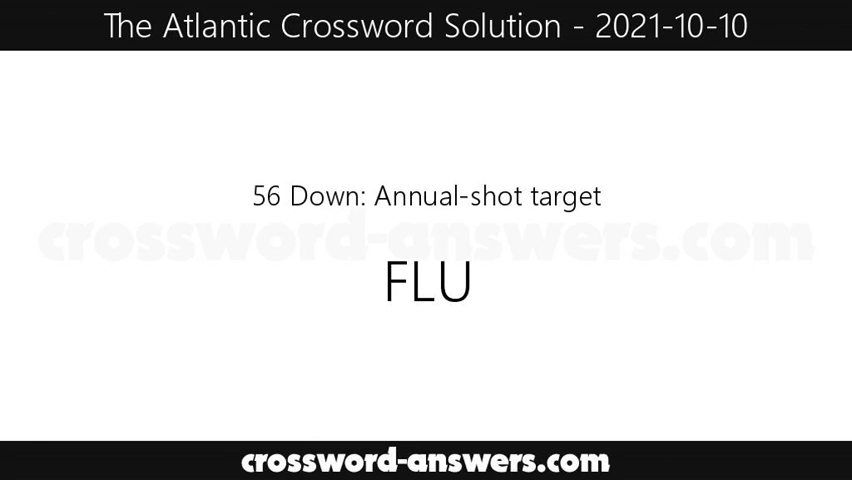 The Atlantic Crossword Solution - 2021-10-10
56 Down: Annual-shot target
crossword-answers.com
FLU
crossword-answers.com